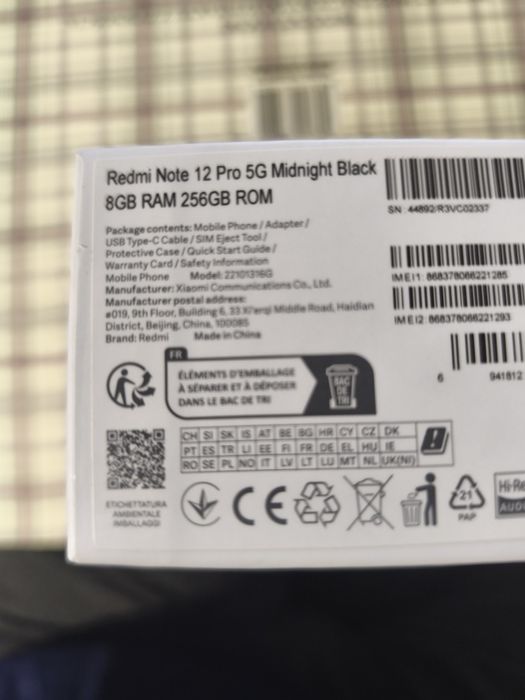 Redmi Note 12 Pro 5G Midnight Black
8GB RAM 256GB ROM
Package contents: Mobile Phone / Adapter /
USB Type-C Cable / SIM Eject Tool /
Protective Case / Quick Start Guide /
Warranty Card / Safety Information
Mobile Phone Model: 22101316G
Manufacturer: Xiaomi Communications Co., Ltd.
Manufacturer postal address:
#019, 9th Floor, Building 6, 33 Xi'erqi Middle Road, Haidian
District, Beijing, China, 100085
Brand: Redmi Made in China
SN: 44892/R3VC02337
IMEI1: 868378066221285
IMEI2: 868378066221293
6 941812
FR
ÉLÉMENTS D'EMBALLAGE
À SÉPARER ET À DÉPOSER
DANS LE BAC DE TRI
BAC
DE
TRI
CH SI SK IS AT BE BG HR CY CZ DK
PT ES TR LI EE FI FR DE EL HU IE
RO SE PL NO IT LV LT LU MT NL UK(NI)
ETICHETTATURA
AMBIENTALE
IMBALLAGGI
CE
21
PAP
Hi-Re
AUDI